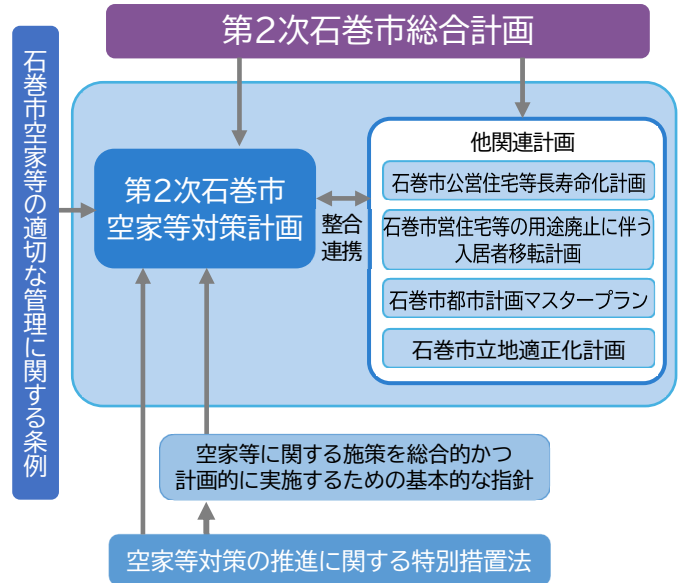 第2次石巻市総合計画
石巻市空家等の適切な管理に関する条例
第2次石巻市
空家等対策計画
整合
連携
他関連計画
石巻市公営住宅等長寿命化計画
石巻市営住宅等の用途廃止に伴う
入居者移転計画
石巻市都市計画マスタープラン
石巻市立地適正化計画
空家等に関する施策を総合的かつ
計画的に実施するための基本的な指針
空家等対策の推進に関する特別措置法